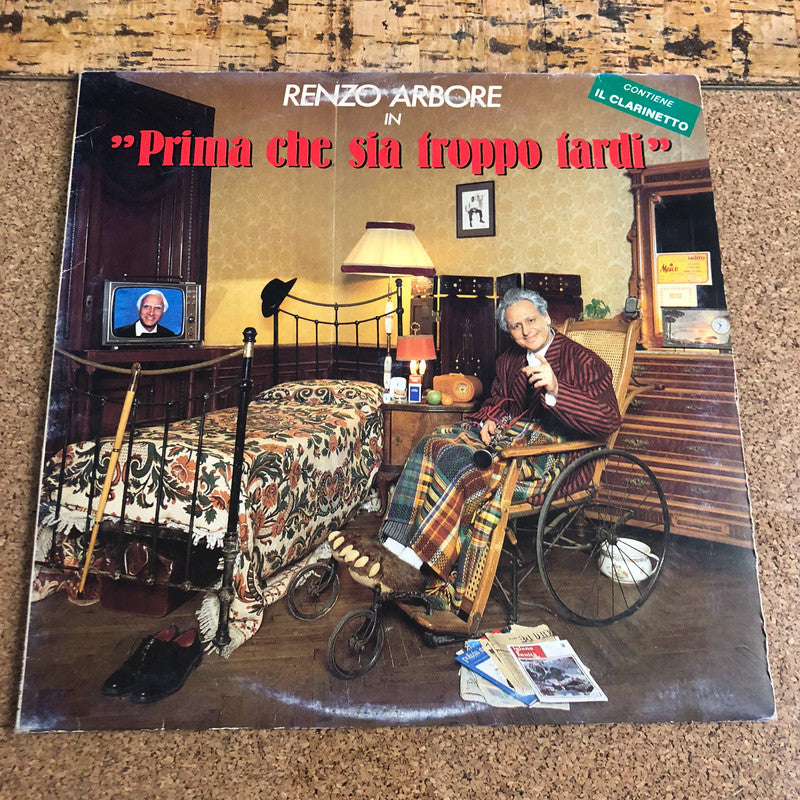 RENZO ARBORE
IN
"Prima che sia troppo tardi"
CONTIENE
IL CLARINETTO